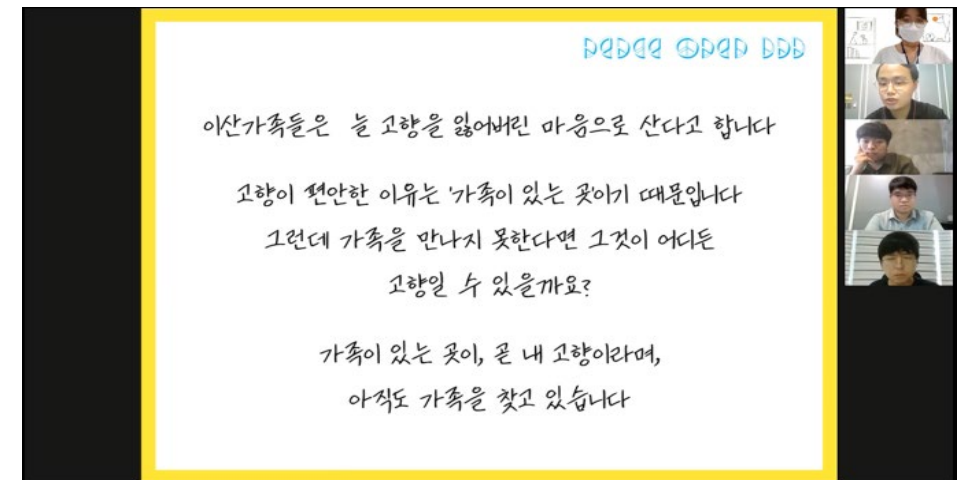 이산가족들은 늘 고향을 잃어버린 마음으로 산다고 합니다
고향이 편안한 이유는 '가족이 있는 곳'이기 때문입니다
그런데 가족을 만나지 못한다면 그것이 어디든
고향일 수 있을까요?
가족이 있는 곳이, 곧 내 고향이라며,
아직도 가족을 찾고 있습니다